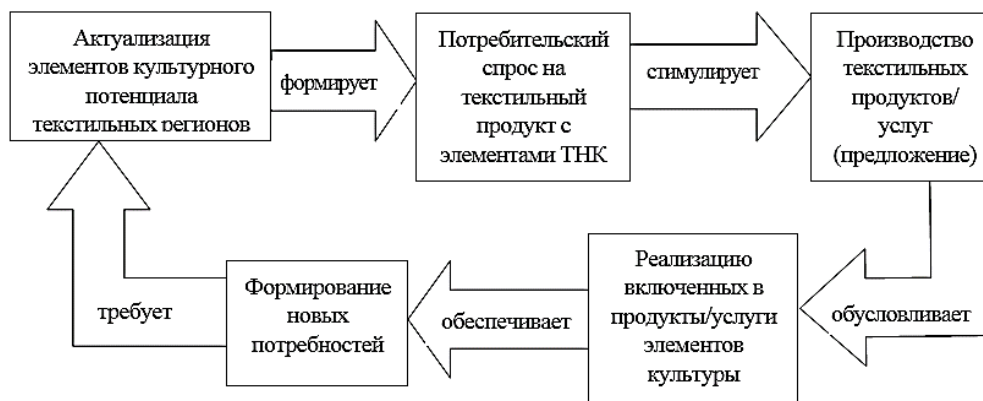 Актуализация
элементов культурного
потенциала
текстильных регионов
формирует
Потребительский
спрос на
текстильный
продукт с
элементами ТНК
стимулирует
Производство
текстильных
продуктов/
услуг
(предложение)
обусловливает
Реализацию
включенных в
продукты/услуги
элементов
культуры
обеспечивает
Формирование
новых
потребностей
требует